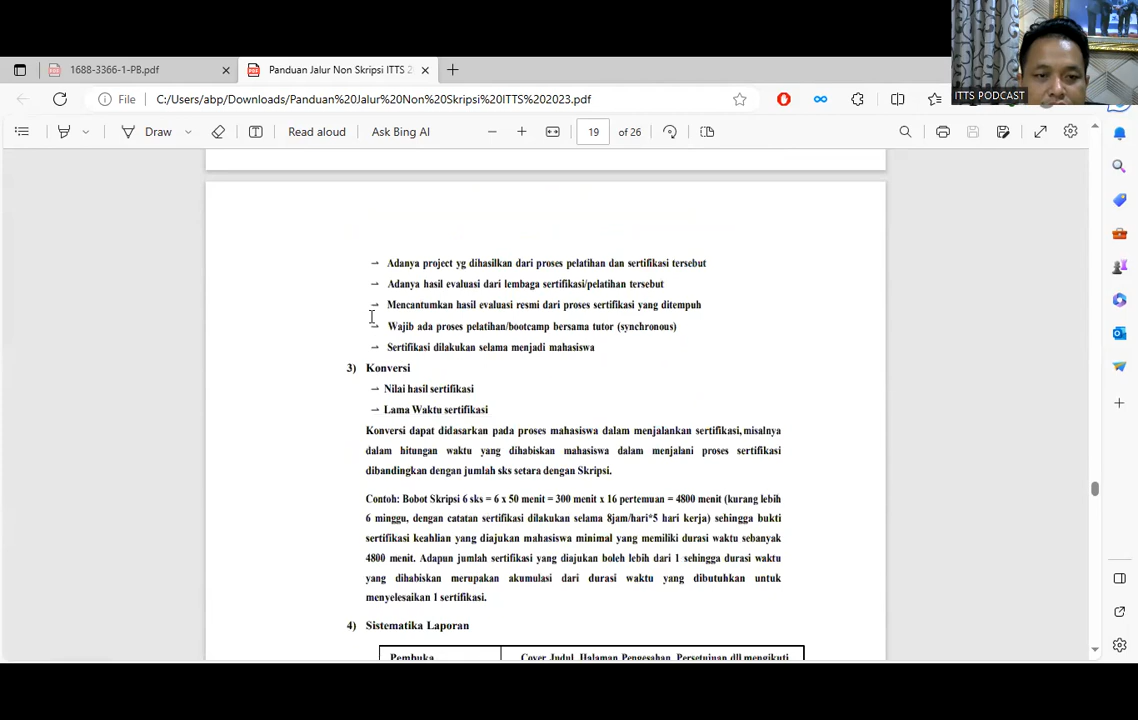 1688-3366-1-PB.pdf
Panduan Jalur Non Skripsi ITTS 2
File C:/Users/abp/Downloads/Panduan%20Jalur%20Non%20Skripsi%20ITTS%202023.pdf
ITTS PODCAST
Draw Read aloud Ask Bing AI 19 of 26
Adanya project yg dihasilkan dari proses pelatihan dan sertifikasi tersebut
Adanya hasil evaluasi dari lembaga sertifikasi/pelatihan tersebut
Mencantumkan hasil evaluasi resmi dari proses sertifikasi yang ditempuh
Wajib ada proses pelatihan/bootcamp bersama tutor (synchronous)
Sertifikasi dilakukan selama menjadi mahasiswa
3) Konversi
Nilai hasil sertifikasi
Lama Waktu sertifikasi
Konversi dapat didasarkan pada proses mahasiswa dalam menjalankan sertifikasi, misalnya
dalam hitungan waktu yang dihabiskan mahasiswa dalam menjalani proses sertifikasi
dibandingkan dengan jumlah sks setara dengan Skripsi.
Contoh: Bobot Skripsi 6 sks = 6 x 50 menit = 300 menit x 16 pertemuan = 4800 menit (kurang lebih
6 minggu, dengan catatan sertifikasi dilakukan selama 8jam/hari*5 hari kerja) sehingga bukti
sertifikasi keahlian yang diajukan mahasiswa minimal yang memiliki durasi waktu sebanyak
4800 menit. Adapun jumlah sertifikasi yang diajukan boleh lebih dari 1 sehingga durasi waktu
yang dihabiskan merupakan akumulasi dari durasi waktu yang dibutuhkan untuk
menyelesaikan 1 sertifikasi.
4) Sistematika Laporan
Pembuka Cover Judul, Halaman Pengesahan, Persetujuan dll mengikuti